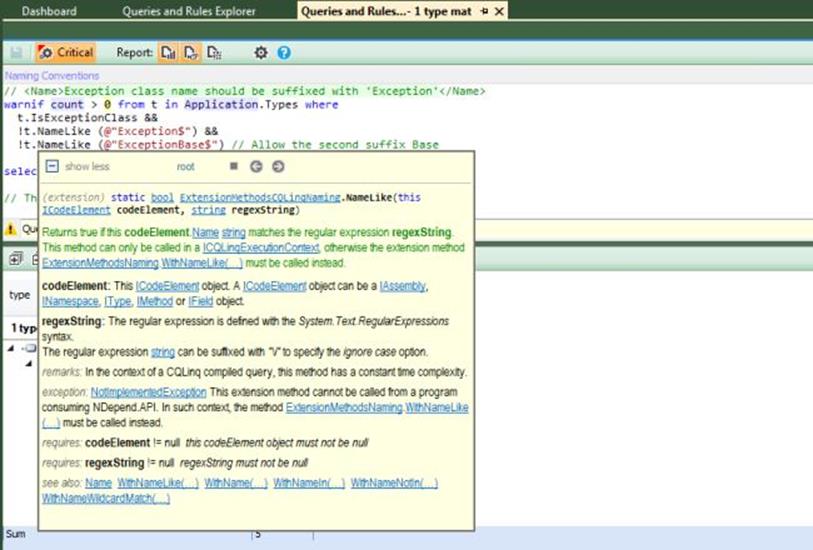 Dashboard Queries and Rules Explorer Queries and Rules...- 1 type mat
Critical Report:
Naming Conventions
// <Name>Exception class name should be suffixed with 'Exception'</Name>
warnif count > 0 from t in Application.Types where
t.IsExceptionClass &&
!t.NameLike (@"Exception$") &&
!t.NameLike (@"ExceptionBase$") // Allow the second suffix Base
selec
// Th
Que
type
1 type
show less root
(extension) static bool ExtensionMethodsCQLinqNaming.NameLike(this
ICodeElement codeElement, string regexString)
Returns true if this codeElement.Name string matches the regular expression regexString.
This method can only be called in a ICQLinqExecutionContext, otherwise the extension method
ExtensionMethodsNaming.WithNameLike(...) must be called instead.
codeElement: This ICodeElement object. A ICodeElement object can be a IAssembly,
INamespace, IType, IMethod or IField object.
regexString: The regular expression is defined with the System.Text.RegularExpressions
syntax.
The regular expression string can be suffixed with "\i" to specify the ignore case option.
remarks: In the context of a CQLinq compiled query, this method has a constant time complexity.
exception: NotImplementedException This extension method cannot be called from a program
consuming NDepend.API. In such context, the method ExtensionMethodsNaming.WithNameLike
(...) must be called instead.
requires: codeElement != null this codeElement object must not be null
requires: regexString != null regexString must not be null
see also: Name WithNameLike(...) WithName(...) WithNameIn(...) WithNameNotIn(...)
WithNameWildcardMatch(...)
Sum 5